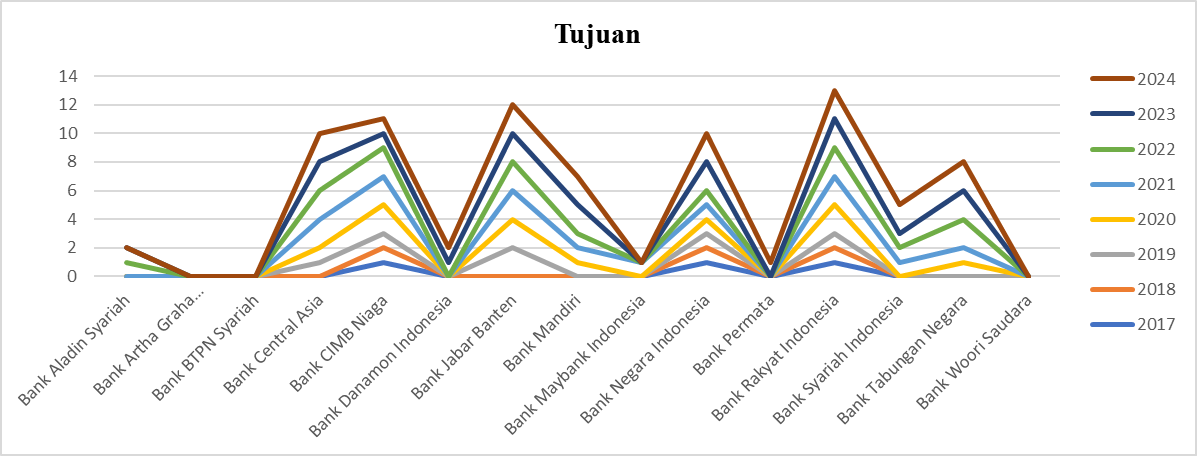 Tujuan
14
12
10
8
6
4
2
0
2024
2023
2022
2021
2020
2019
2018
2017
Bank Aladin Syariah
Bank Artha Graha...
Bank BTPN Syariah
Bank Central Asia
Bank CIMB Niaga
Bank Danamon Indonesia
Bank Jabar Banten
Bank Mandiri
Bank Maybank Indonesia
Bank Negara Indonesia
Bank Permata
Bank Rakyat Indonesia
Bank Syariah Indonesia
Bank Tabungan Negara
Bank Woori Saudara